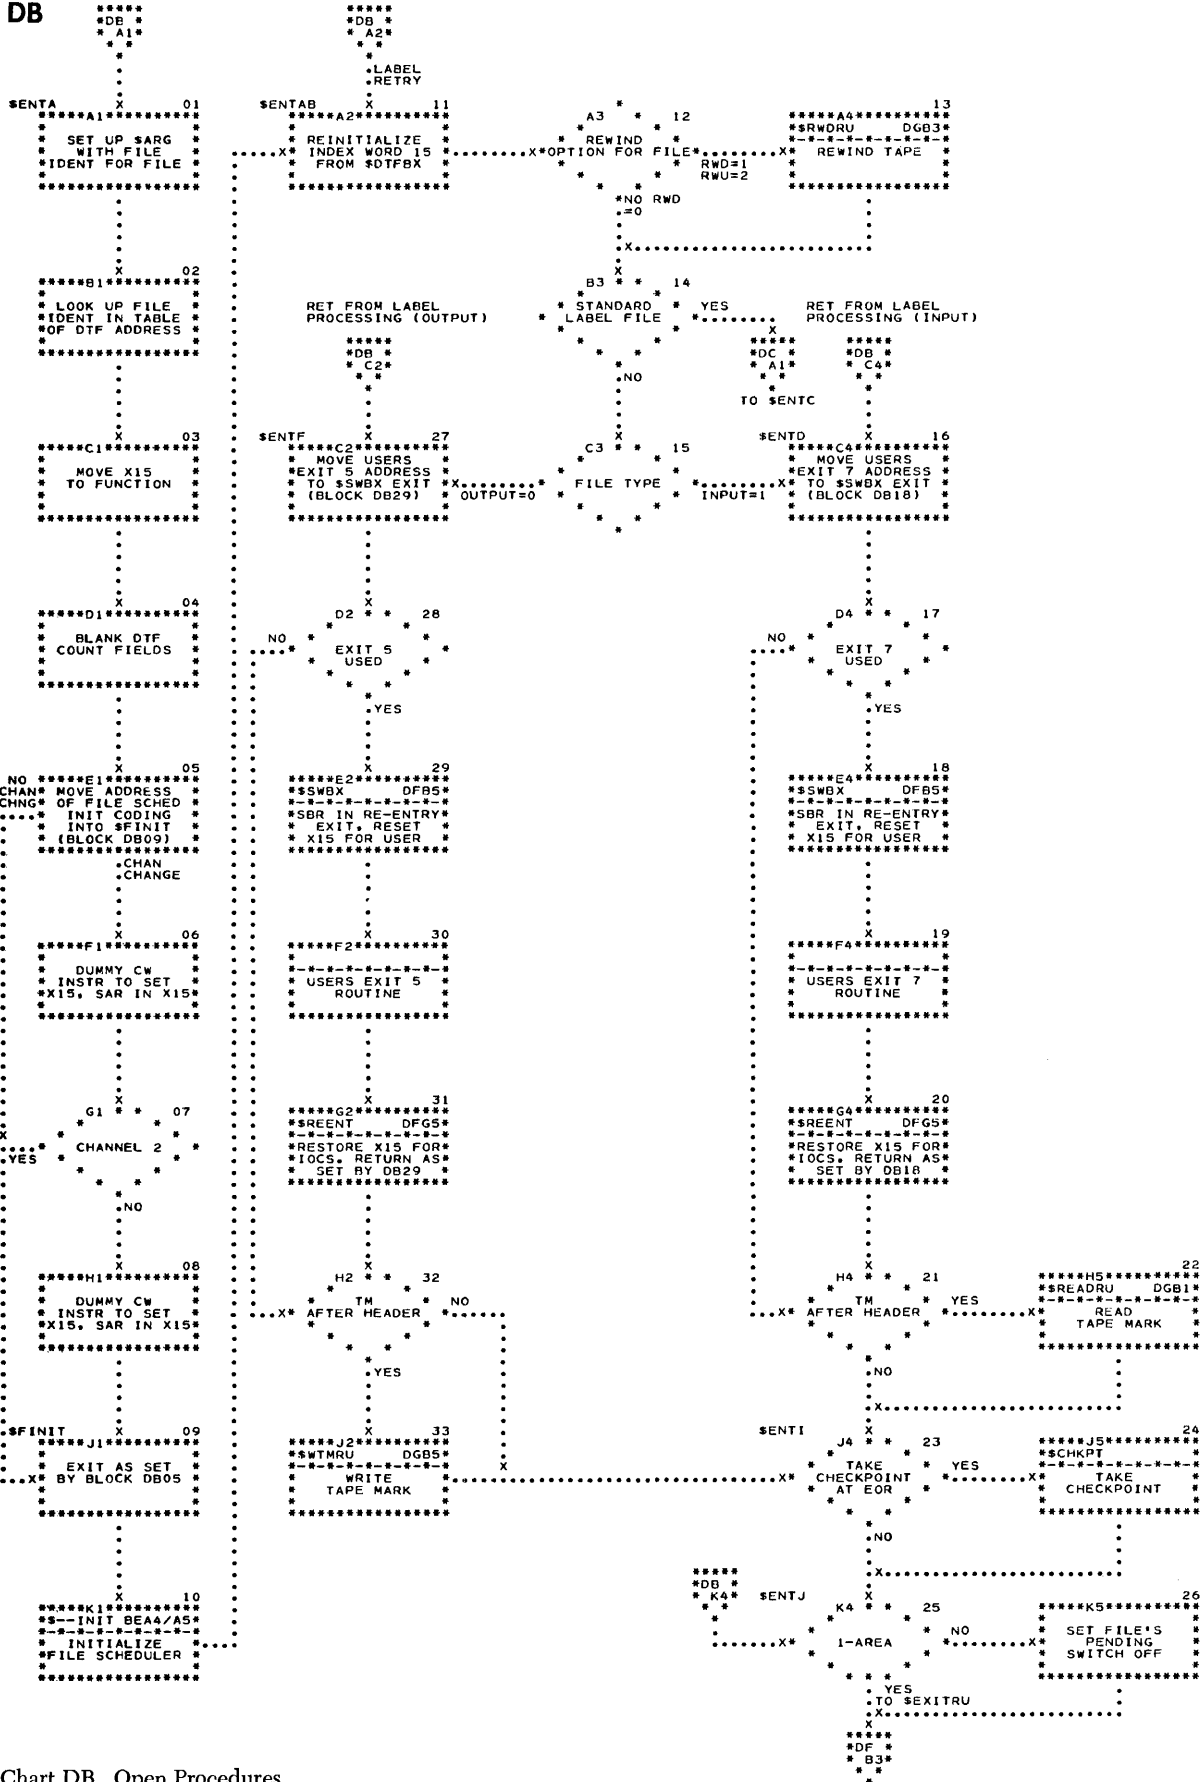 DB
DB
A1
DB
A2
LABEL
RETRY
$ENTA
01
A1
SET UP $ARG
WITH FILE
IDENT FOR FILE
$ENTAB
11
A2
REINITIALIZE
INDEX WORD 15
FROM $DTFBX
A3
12
REWIND
OPTION FOR FILE
RWD=1
RWU=2
NO RWD
=0
13
A4
$RWDRU DGB3
REWIND TAPE
02
B1
LOOK UP FILE
IDENT IN TABLE
OF DTF ADDRESS
RET FROM LABEL
PROCESSING (OUTPUT)
B3
14
STANDARD
LABEL FILE
YES
NO
RET FROM LABEL
PROCESSING (INPUT)
DB
C2
DC
A1
TO $ENTC
DB
C4
03
C1
MOVE X15
TO FUNCTION
$ENTF
27
C2
MOVE USERS
EXIT 5 ADDRESS
TO $SWBX EXIT
(BLOCK DB29)
OUTPUT=0
C3
15
FILE TYPE
INPUT=1
$ENTD
16
C4
MOVE USERS
EXIT 7 ADDRESS
TO $SWBX EXIT
(BLOCK DB18)
04
D1
BLANK DTF
COUNT FIELDS
D2
28
NO
EXIT 5
USED
YES
D4
17
NO
EXIT 7
USED
YES
NO
CHAN
CHNG
05
E1
MOVE ADDRESS
OF FILE SCHED
INIT CODING
INTO $FINIT
(BLOCK DB09)
CHAN
CHANGE
29
E2
$SWBX DFB5
SBR IN RE-ENTRY
EXIT, RESET
X15 FOR USER
18
E4
$SWBX DFB5
SBR IN RE-ENTRY
EXIT, RESET
X15 FOR USER
06
F1
DUMMY CW
INSTR TO SET
X15, SAR IN X15
30
F2
USERS EXIT 5
ROUTINE
19
F4
USERS EXIT 7
ROUTINE
G1
07
CHANNEL 2
YES
NO
31
G2
$REENT DFG5
RESTORE X15 FOR
IOCS. RETURN AS
SET BY DB29
20
G4
$REENT DFG5
RESTORE X15 FOR
IOCS. RETURN AS
SET BY DB18
08
H1
DUMMY CW
INSTR TO SET
X15, SAR IN X15
H2
32
TM
AFTER HEADER
NO
YES
H4
21
TM
AFTER HEADER
YES
NO
22
H5
$READRU DGB1
READ
TAPE MARK
$FINIT
09
J1
EXIT AS SET
BY BLOCK DB05
33
J2
$WTMRU DGB5
WRITE
TAPE MARK
$ENTI
J4
23
TAKE
CHECKPOINT
AT EOR
YES
NO
24
J5
$CHKPT
TAKE
CHECKPOINT
10
K1
$--INIT BEA4/A5
INITIALIZE
FILE SCHEDULER
DB
K4
$ENTJ
K4
25
1-AREA
NO
YES
TO $EXITRU
26
K5
SET FILE'S
PENDING
SWITCH OFF
DF
B3
Chart DB. Open Procedures